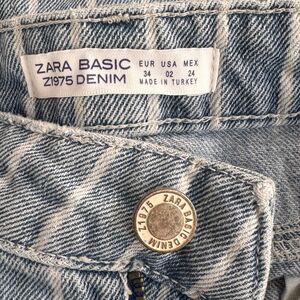 ZARA BASIC
Z1975 DENIM
EUR USA MEX
34 02 24
MADE IN TURKEY
Z1975 ZARA BASIC DENIM